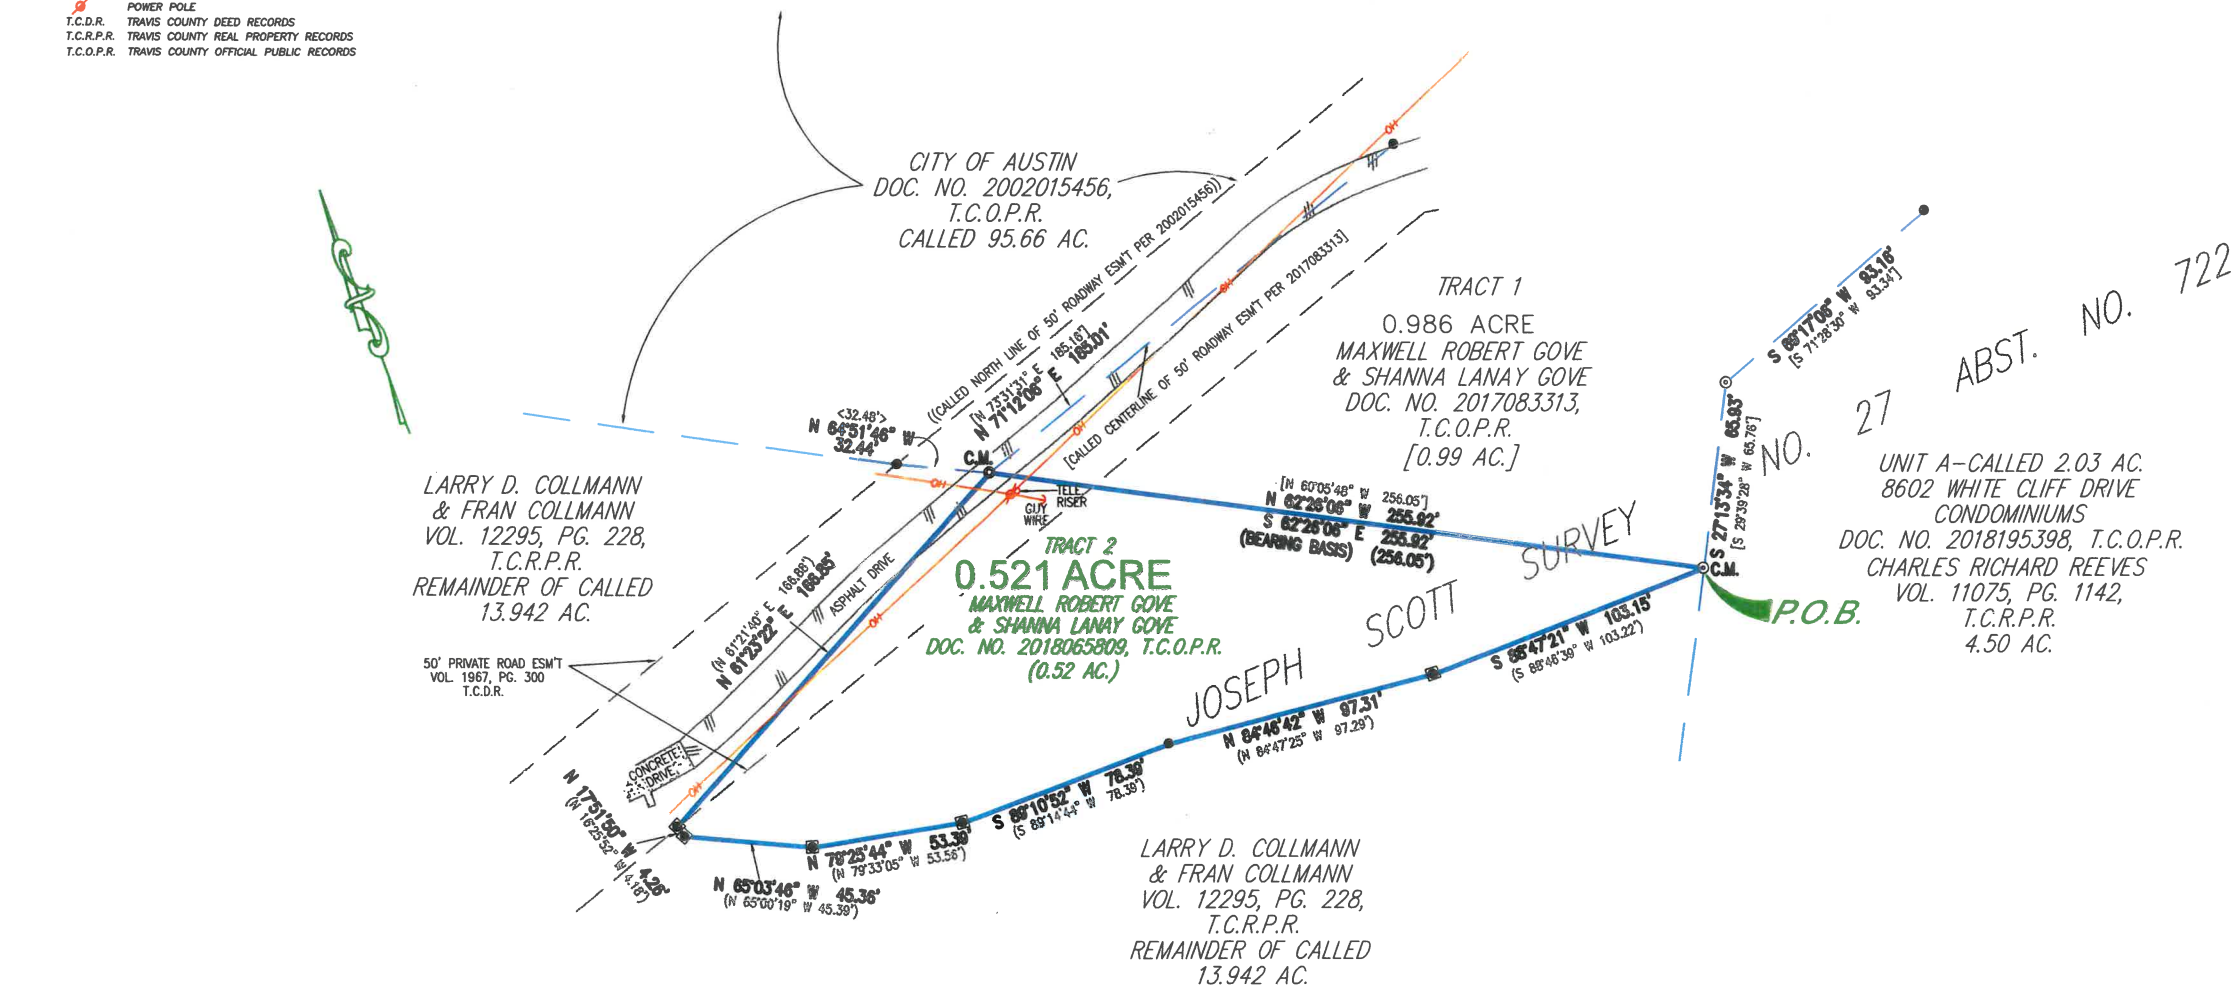 POWER POLE
T.C.D.R. TRAVIS COUNTY DEED RECORDS
T.C.R.P.R. TRAVIS COUNTY REAL PROPERTY RECORDS
T.C.O.P.R. TRAVIS COUNTY OFFICIAL PUBLIC RECORDS
CITY OF AUSTIN
DOC. NO. 2002015456,
T.C.O.P.R.
CALLED 95.66 AC.
((CALLED NORTH LINE OF 50' ROADWAY ESM'T PER 2002015456))
[N 73°31'31" E 185.16']
N 71°12'06" E 185.01'
[CALLED CENTERLINE OF 50' ROADWAY ESM'T PER 2017083313]
OH
OH
OH
TRACT 1
0.986 ACRE
MAXWELL ROBERT GOVE
& SHANNA LANAY GOVE
DOC. NO. 2017083313,
T.C.O.P.R.
[0.99 AC.]
S 69°17'06" W 93.16'
[S 71°28'30" W 93.34']
S 27°13'34" W 65.93'
[S 29°39'28" W 65.76']
ABST. NO. 722
NO. 27
<32.48'>
N 64°51'46" W
32.44'
C.M.
OH
TELE.
RISER
GUY
WIRE
[N 60°05'48" W 256.05']
N 62°26'06" W 255.92'
S 62°26'06" E 255.92'
(BEARING BASIS) (256.05')
C.M.
P.O.B.
UNIT A-CALLED 2.03 AC.
8602 WHITE CLIFF DRIVE
CONDOMINIUMS
DOC. NO. 2018195398, T.C.O.P.R.
CHARLES RICHARD REEVES
VOL. 11075, PG. 1142,
T.C.R.P.R.
4.50 AC.
LARRY D. COLLMANN
& FRAN COLLMANN
VOL. 12295, PG. 228,
T.C.R.P.R.
REMAINDER OF CALLED
13.942 AC.
TRACT 2
0.521 ACRE
MAXWELL ROBERT GOVE
& SHANNA LANAY GOVE
DOC. NO. 2018065809, T.C.O.P.R.
(0.52 AC.)
JOSEPH SCOTT SURVEY
ASPHALT DRIVE
(N 61°21'40" E 166.88')
N 61°23'22" E 166.85'
OH
50' PRIVATE ROAD ESM'T
VOL. 1967, PG. 300
T.C.D.R.
CONCRETE
DRIVE
OH
N 17°51'50" W 4.26'
(N 16°25'52" W 4.18')
N 65°03'46" W 45.36'
(N 65°00'19" W 45.39')
N 79°25'44" W 53.39'
(N 79°33'05" W 53.56')
S 89°10'52" W 78.39'
(S 89°14'44" W 78.39')
N 84°46'42" W 97.31'
(N 84°47'25" W 97.29')
S 88°47'21" W 103.15'
(S 88°46'39" W 103.22')
LARRY D. COLLMANN
& FRAN COLLMANN
VOL. 12295, PG. 228,
T.C.R.P.R.
REMAINDER OF CALLED
13.942 AC.